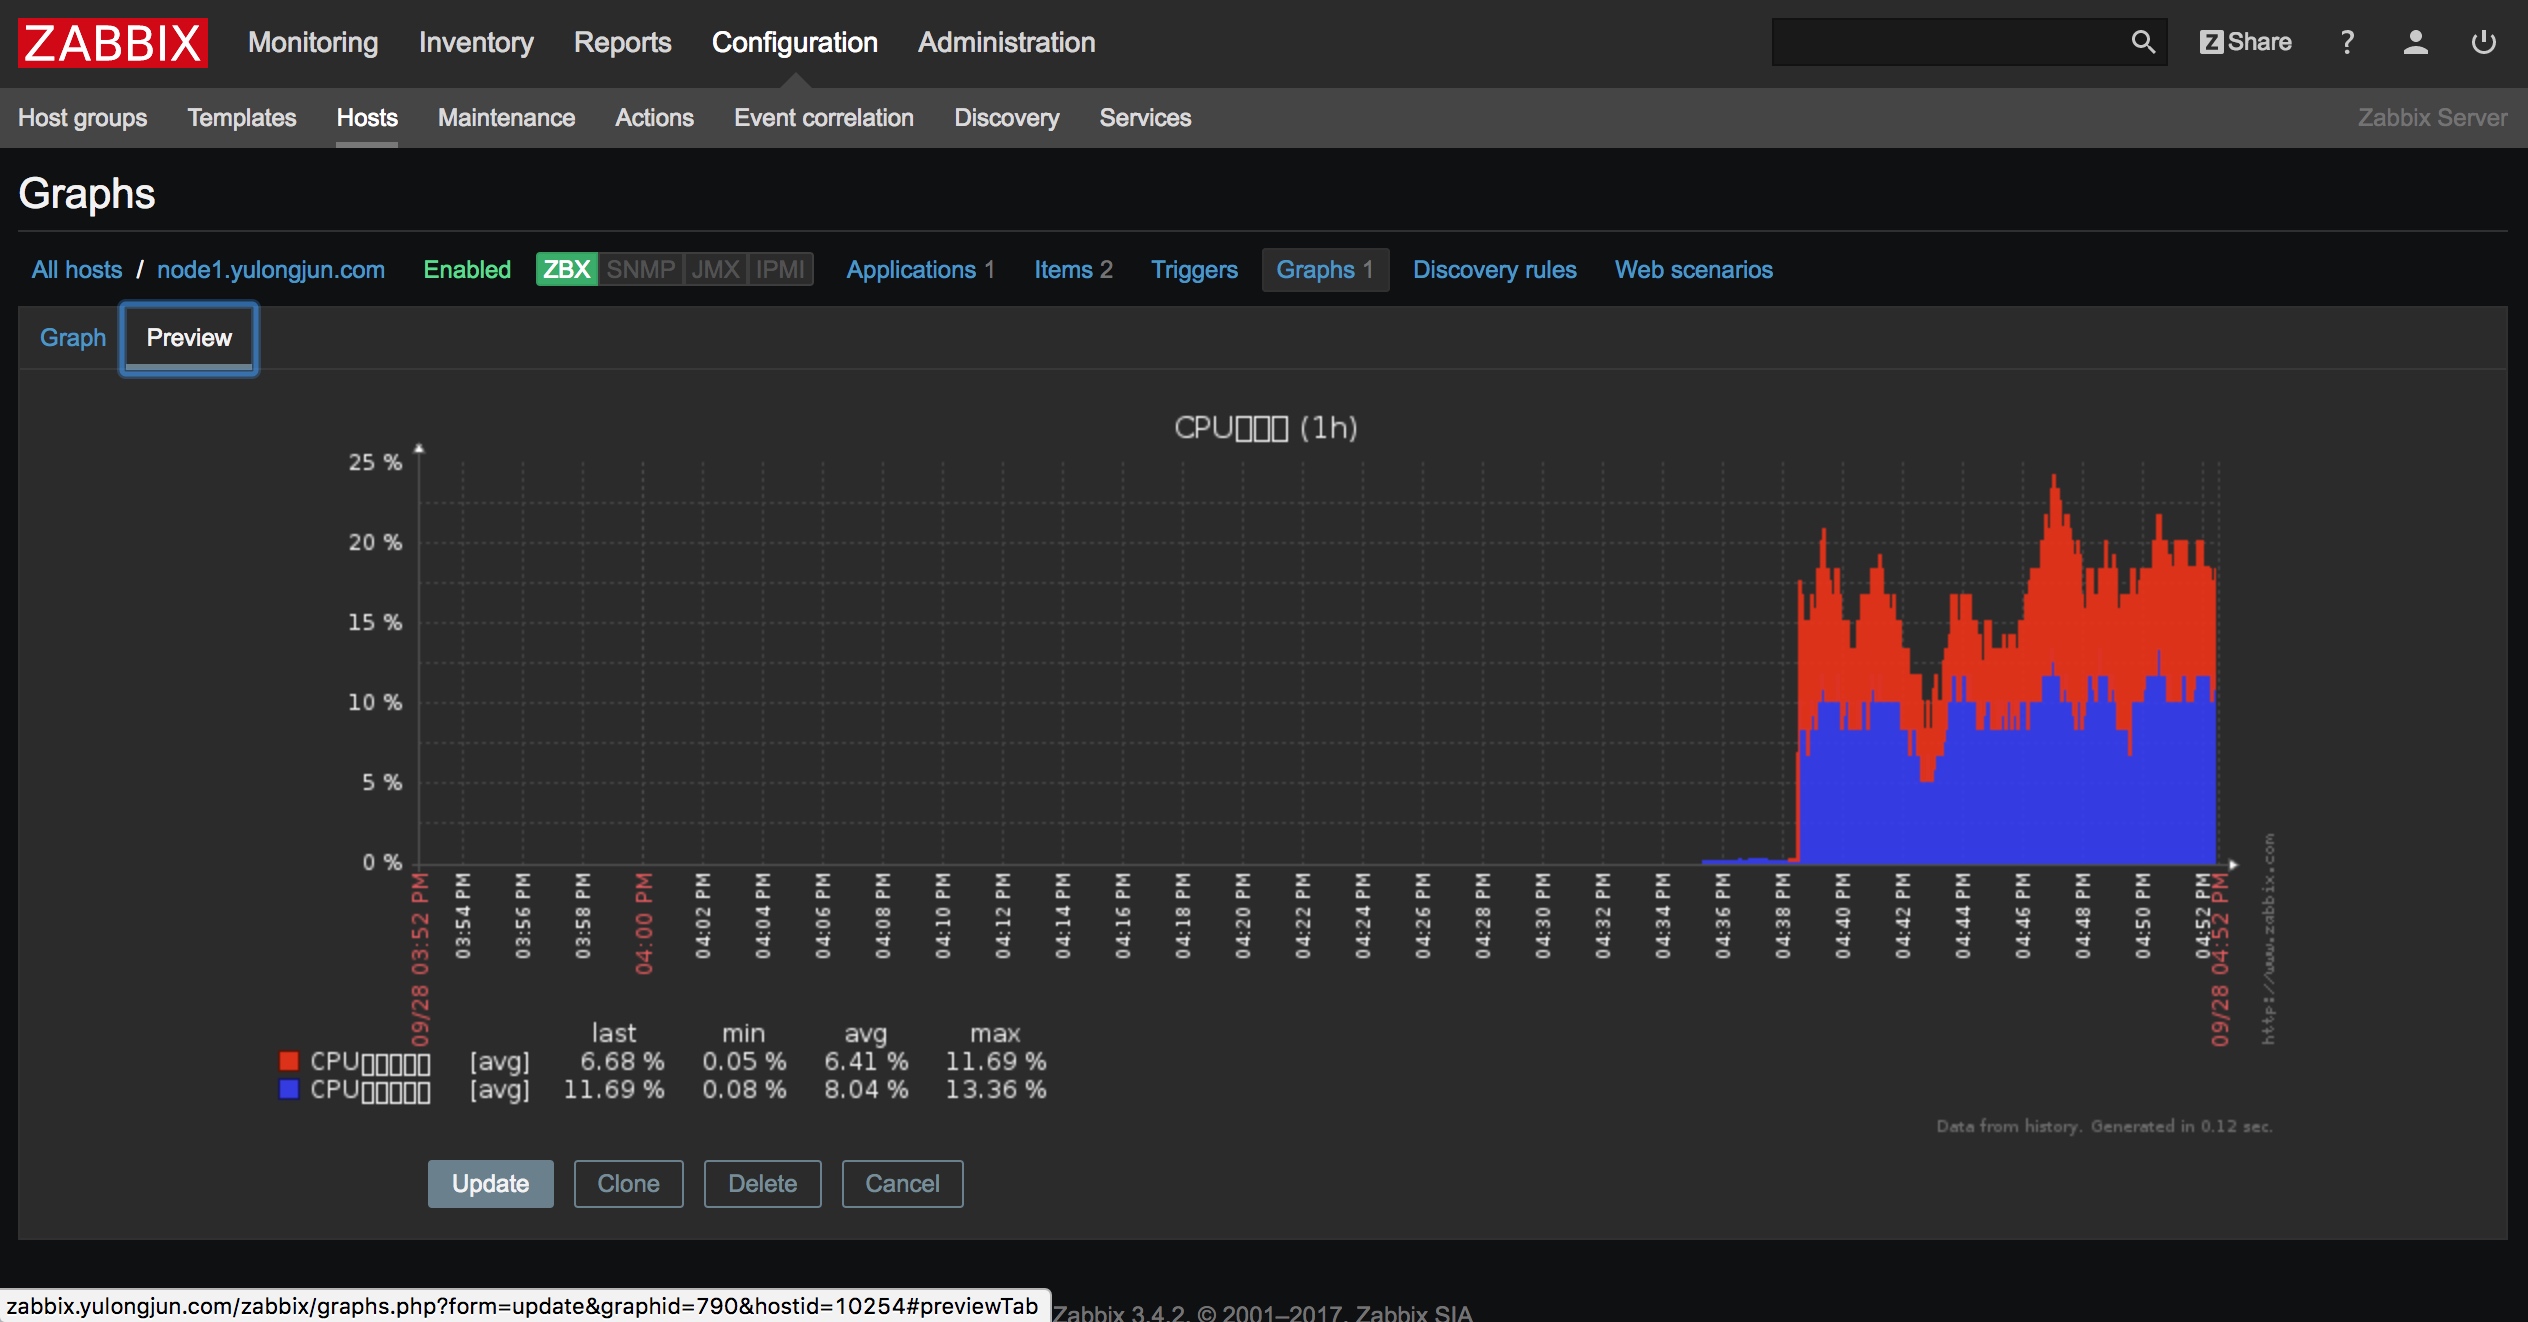 ZABBIX Monitoring Inventory Reports Configuration Administration Z Share ?
Host groups Templates Hosts Maintenance Actions Event correlation Discovery Services Zabbix Server
Graphs
All hosts / node1.yulongjun.com Enabled ZBX SNMP JMX IPMI Applications 1 Items 2 Triggers Graphs 1 Discovery rules Web scenarios
Graph Preview
CPU□□□ (1h)
25 %
20 %
15 %
10 %
5 %
0 %
09/28 03:52 PM
03:54 PM
03:56 PM
03:58 PM
04:00 PM
04:02 PM
04:04 PM
04:06 PM
04:08 PM
04:10 PM
04:12 PM
04:14 PM
04:16 PM
04:18 PM
04:20 PM
04:22 PM
04:24 PM
04:26 PM
04:28 PM
04:30 PM
04:32 PM
04:34 PM
04:36 PM
04:38 PM
04:40 PM
04:42 PM
04:44 PM
04:46 PM
04:48 PM
04:50 PM
04:52 PM
09/28 04:52 PM
http://www.zabbix.com
last min avg max
CPU□□□□□ [avg] 6.68 % 0.05 % 6.41 % 11.69 %
CPU□□□□□ [avg] 11.69 % 0.08 % 8.04 % 13.36 %
Data from history. Generated in 0.12 sec.
Update Clone Delete Cancel
zabbix.yulongjun.com/zabbix/graphs.php?form=update&graphid=790&hostid=10254#previewTab
Zabbix 3.4.2. © 2001–2017, Zabbix SIA